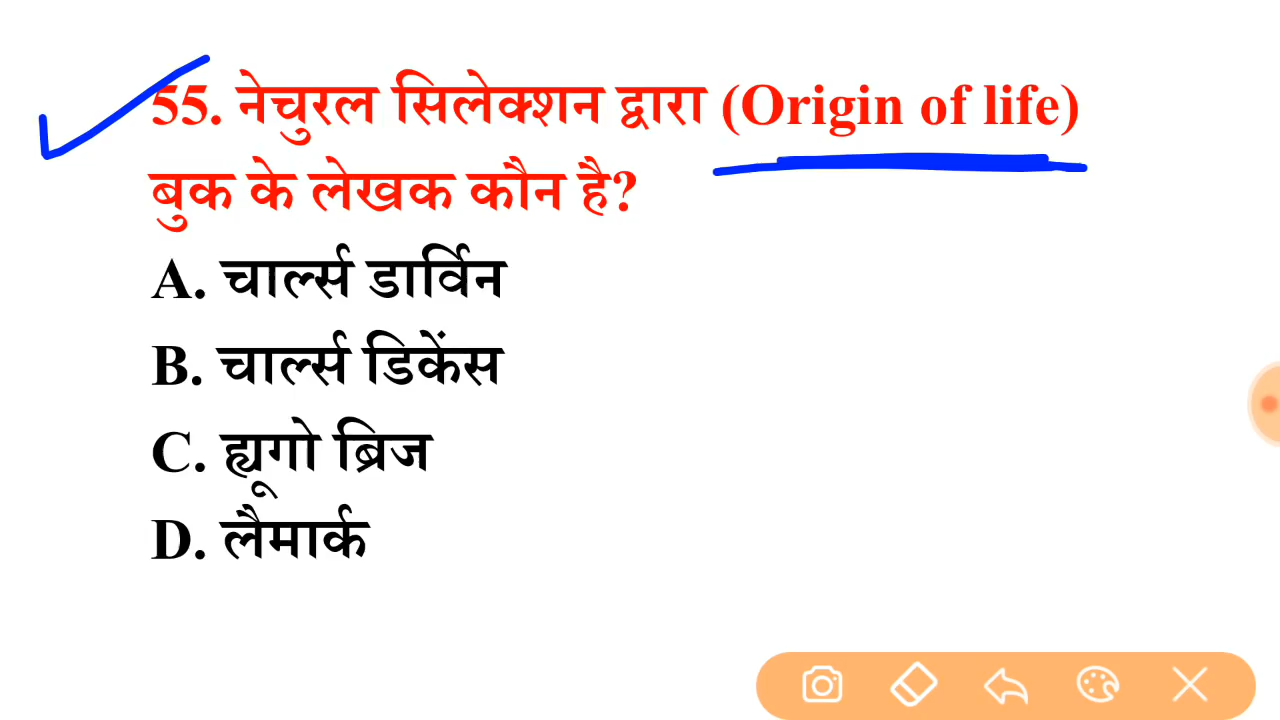 55. नेचुरल सिलेक्शन द्वारा (Origin of life)
बुक के लेखक कौन है?
A. चार्ल्स डार्विन
B. चार्ल्स डिकेंस
C. ह्यूगो ब्रिज
D. लैमार्क